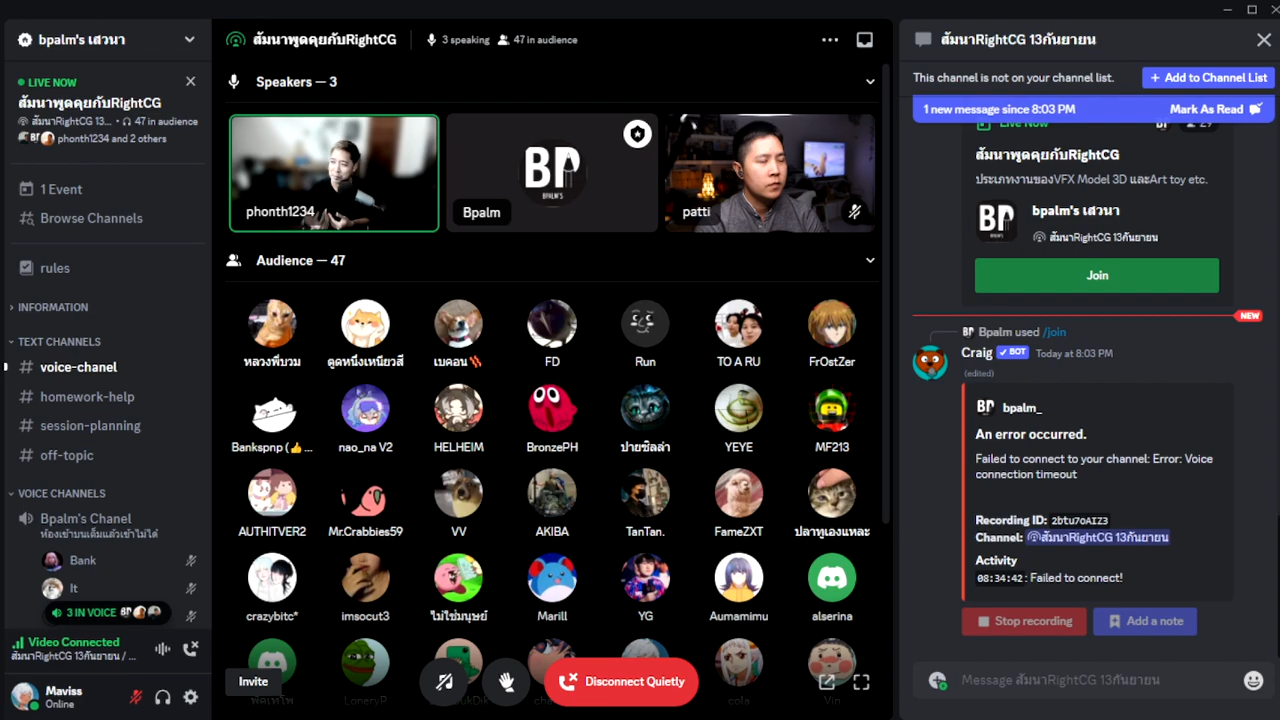 bpalm's เสวนา
LIVE NOW
สัมนาพูดคุยกับRightCG
สัมนาRightCG 13... • 47 in audience
phonth1234 and 2 others
1 Event
Browse Channels
rules
INFORMATION
TEXT CHANNELS
voice-chanel
homework-help
session-planning
off-topic
VOICE CHANNELS
Bpalm's Chanel
ห้องเข้าบนเต็มแล้วเข้าไม่ได้
Bank
It
3 IN VOICE
Video Connected
สัมนาRightCG 13กันยายน / ...
Maviss
Online
สัมนาพูดคุยกับRightCG
3 speaking 47 in audience
Speakers — 3
phonth1234
BP
BPALM'S
Bpalm
patti
Audience — 47
หลวงพี่บวม
ตูดหนึ่งเหนียวสี่
เบคอน🥓
FD
Run
TO A RU
FrOstZer
Bankspnp (👍...
nao_na V2
HELHEIM
BronzePH
ปายซิลล่า
YEYE
MF213
AUTHITVER2
Mr.Crabbies59
VV
AKIBA
TanTan.
FameZXT
ปลาทูเองแหละ
crazybitc*
imsocut3
ไม่ใช่มนุษย์
Marill
YG
Aumamimu
alserina
LoneryP
cola
Vin
Invite
Disconnect Quietly
สัมนาRightCG 13กันยายน
This channel is not on your channel list.
+ Add to Channel List
1 new message since 8:03 PM
Mark As Read
Live Now
สัมนาพูดคุยกับRightCG
ประเภทงานของVFX Model 3D และArt toy etc.
BP
bpalm's เสวนา
สัมนาRightCG 13กันยายน
Join
NEW
BP Bpalm used /join
Craig ✓ BOT Today at 8:03 PM
(edited)
BP bpalm_
An error occurred.
Failed to connect to your channel: Error: Voice
connection timeout
Recording ID: 2btu7oAIZ3
Channel: สัมนาRightCG 13กันยายน
Activity
08:34:42: Failed to connect!
Stop recording
Add a note
Message สัมนาRightCG 13กันยายน